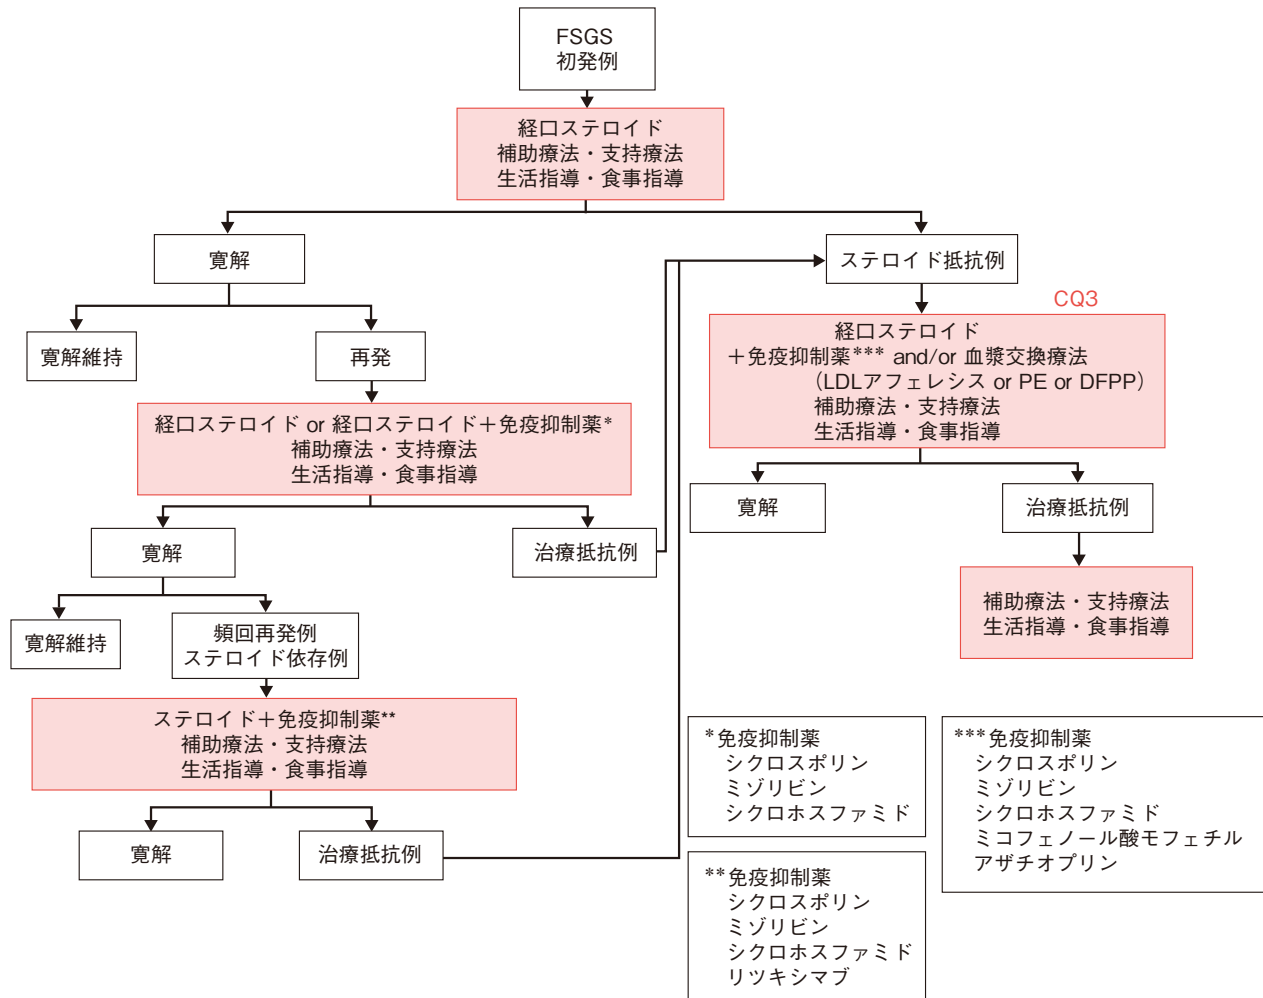 FSGS
初発例
経口ステロイド
補助療法・支持療法
生活指導・食事指導
寛解
ステロイド抵抗例
寛解維持
再発
CQ3
経口ステロイド
＋免疫抑制薬*** and/or 血漿交換療法
（LDLアフェレシス or PE or DFPP）
補助療法・支持療法
生活指導・食事指導
経口ステロイド or 経口ステロイド＋免疫抑制薬*
補助療法・支持療法
生活指導・食事指導
寛解
治療抵抗例
寛解
治療抵抗例
寛解維持
頻回再発例
ステロイド依存例
補助療法・支持療法
生活指導・食事指導
ステロイド＋免疫抑制薬**
補助療法・支持療法
生活指導・食事指導
寛解
治療抵抗例
*免疫抑制薬
シクロスポリン
ミゾリビン
シクロホスファミド
**免疫抑制薬
シクロスポリン
ミゾリビン
シクロホスファミド
リツキシマブ
***免疫抑制薬
シクロスポリン
ミゾリビン
シクロホスファミド
ミコフェノール酸モフェチル
アザチオプリン